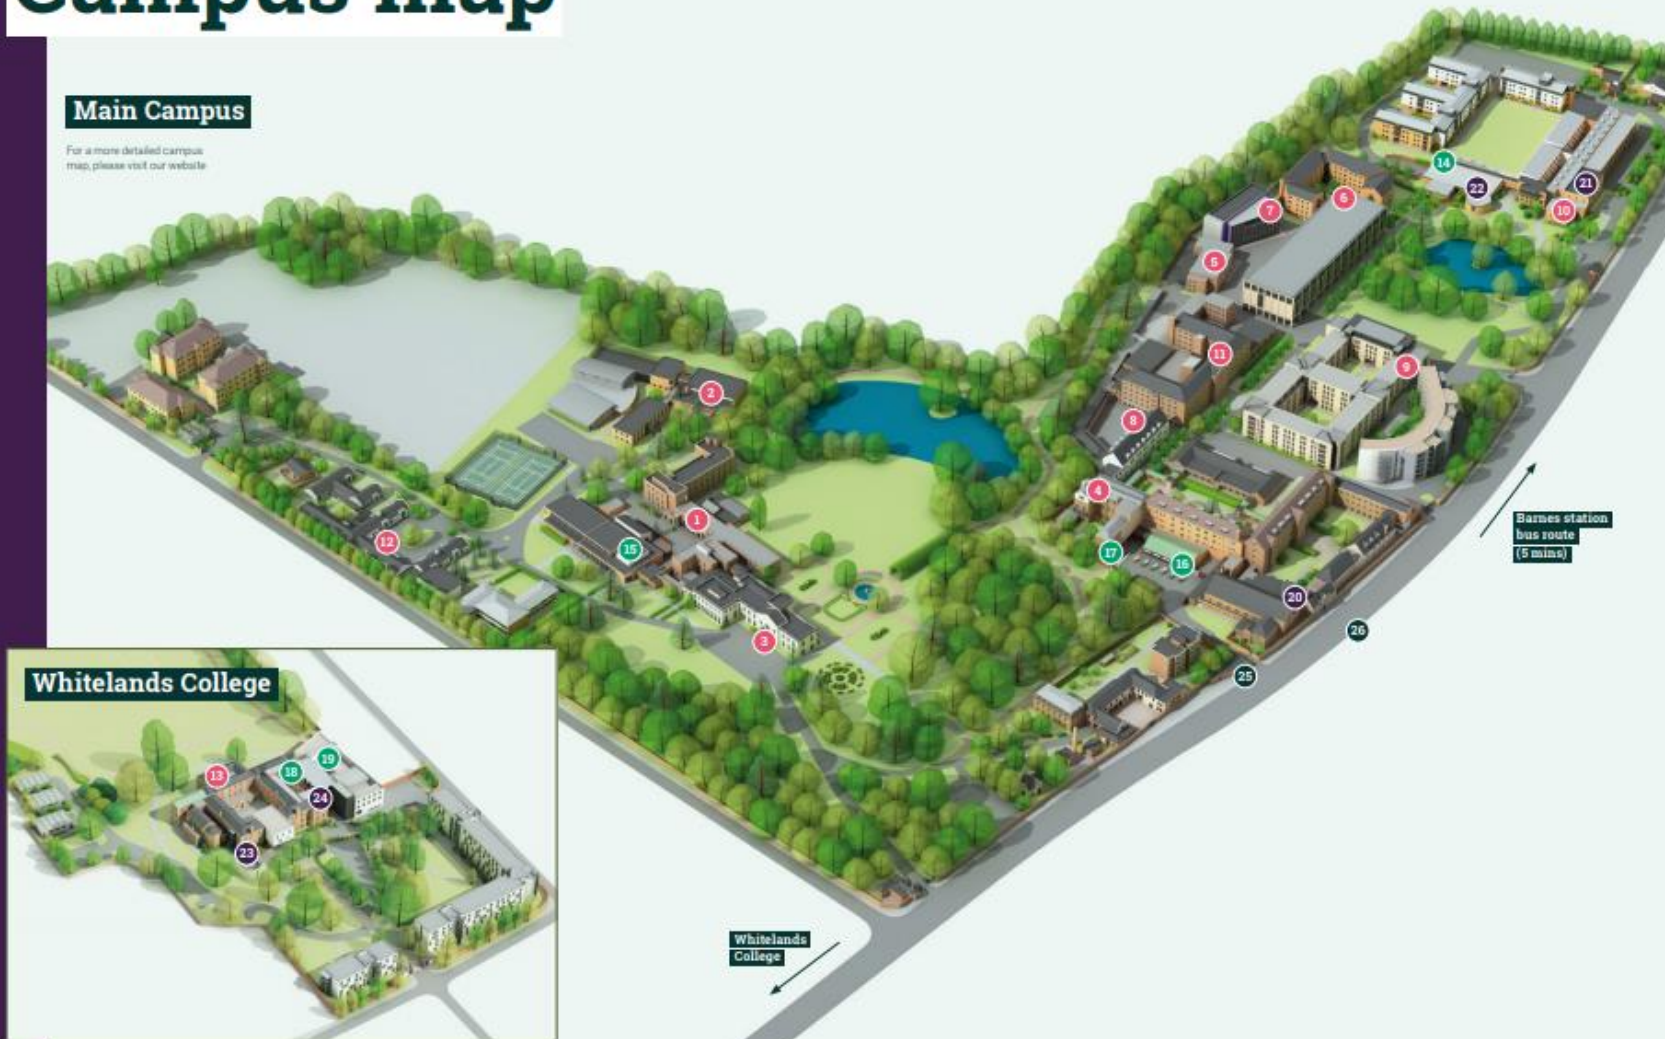 Campus map
Main Campus
For a more detailed campus
map, please visit our website
14
22
21
10
6
7
5
11
9
2
8
4
1
12
15
17
16
3
20
26
25
Barnes station
bus route
(5 mins)
Whitelands College
13
18
19
24
23
Whitelands
College